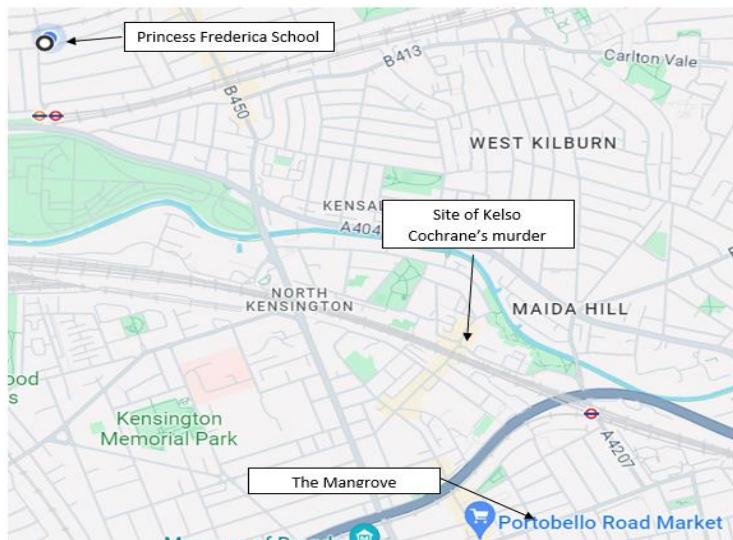 Princess Frederica School
B413
Carlton Vale
B450
WEST KILBURN
KENSAL
Site of Kelso
Cochrane's murder
A404
NORTH
KENSINGTON
MAIDA HILL
Kensington
Memorial Park
A4207
The Mangrove
Portobello Road Market